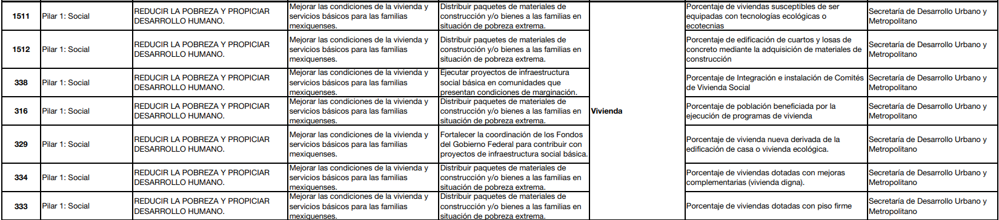 1511
Pilar 1: Social
REDUCIR LA POBREZA Y PROPICIAR
DESARROLLO HUMANO.
Mejorar las condiciones de la vivienda y
servicios básicos para las familias
mexiquenses.
Distribuir paquetes de materiales de
construcción y/o bienes a las familias en
situación de pobreza extrema.
Porcentaje de viviendas susceptibles de ser
equipadas con tecnologías ecológicas o
ecotecnias
Secretaría de Desarrollo Urbano y
Metropolitano
1512
Pilar 1: Social
REDUCIR LA POBREZA Y PROPICIAR
DESARROLLO HUMANO.
Mejorar las condiciones de la vivienda y
servicios básicos para las familias
mexiquenses.
Distribuir paquetes de materiales de
construcción y/o bienes a las familias en
situación de pobreza extrema.
Porcentaje de edificación de cuartos y losas de
concreto mediante la adquisición de materiales de
construcción
Secretaría de Desarrollo Urbano y
Metropolitano
338
Pilar 1: Social
REDUCIR LA POBREZA Y PROPICIAR
DESARROLLO HUMANO.
Mejorar las condiciones de la vivienda y
servicios básicos para las familias
mexiquenses.
Ejecutar proyectos de infraestructura
social básica en comunidades que
presentan condiciones de marginación.
Porcentaje de Integración e instalación de Comités
de Vivienda Social
Secretaría de Desarrollo Urbano y
Metropolitano
316
Pilar 1: Social
REDUCIR LA POBREZA Y PROPICIAR
DESARROLLO HUMANO.
Mejorar las condiciones de la vivienda y
servicios básicos para las familias
mexiquenses.
Distribuir paquetes de materiales de
construcción y/o bienes a las familias en
situación de pobreza extrema.
Vivienda
Porcentaje de población beneficiada por la
ejecución de programas de vivienda
Secretaría de Desarrollo Urbano y
Metropolitano
329
Pilar 1: Social
REDUCIR LA POBREZA Y PROPICIAR
DESARROLLO HUMANO.
Mejorar las condiciones de la vivienda y
servicios básicos para las familias
mexiquenses.
Fortalecer la coordinación de los Fondos
del Gobierno Federal para contribuir con
proyectos de infraestructura social básica.
Porcentaje de vivienda nueva derivada de la
edificación de casa o vivienda ecológica.
Secretaría de Desarrollo Urbano y
Metropolitano
334
Pilar 1: Social
REDUCIR LA POBREZA Y PROPICIAR
DESARROLLO HUMANO.
Mejorar las condiciones de la vivienda y
servicios básicos para las familias
mexiquenses.
Distribuir paquetes de materiales de
construcción y/o bienes a las familias en
situación de pobreza extrema.
Porcentaje de viviendas dotadas con mejoras
complementarias (vivienda digna).
Secretaría de Desarrollo Urbano y
Metropolitano
333
Pilar 1: Social
REDUCIR LA POBREZA Y PROPICIAR
DESARROLLO HUMANO.
Mejorar las condiciones de la vivienda y
servicios básicos para las familias
mexiquenses.
Distribuir paquetes de materiales de
construcción y/o bienes a las familias en
situación de pobreza extrema.
Porcentaje de viviendas dotadas con piso firme
Secretaría de Desarrollo Urbano y
Metropolitano